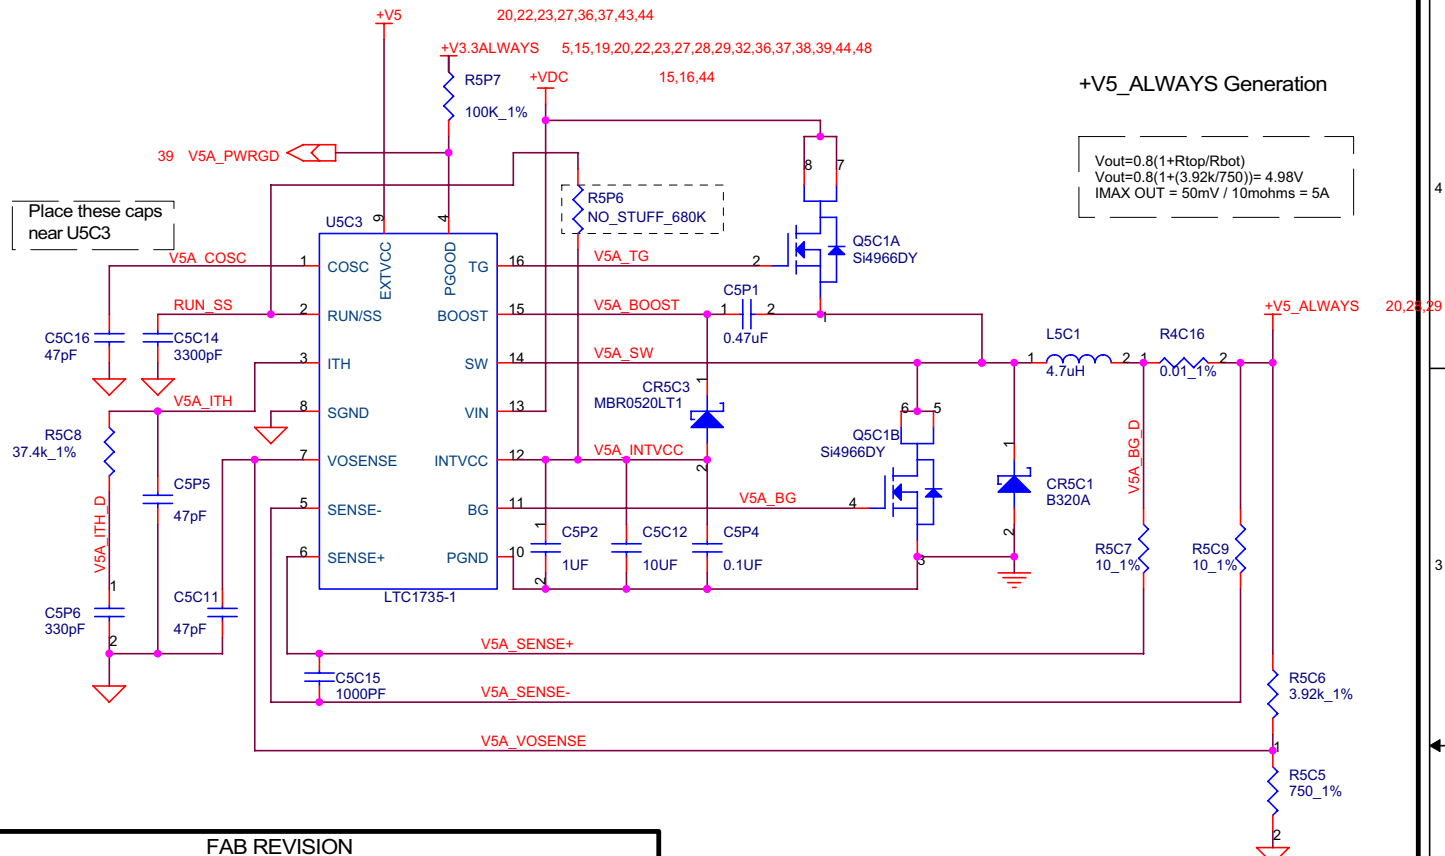 +V5
20,22,23,27,36,37,43,44
+V3.3ALWAYS
5,15,19,20,22,23,27,28,29,32,36,37,38,39,44,48
R5P7
100K_1%
+VDC
15,16,44
+V5_ALWAYS Generation
Vout=0.8(1+Rtop/Rbot)
Vout=0.8(1+(3.92k/750))= 4.98V
IMAX OUT = 50mV / 10mohms = 5A
39 V5A_PWRGD
Place these caps
near U5C3
R5P6
NO_STUFF_680K
U5C3
9
4
EXTVCC
PGOOD
V5A_COSC
1
COSC
RUN_SS
2
RUN/SS
3
ITH
V5A_ITH
8
SGND
7
VOSENSE
5
SENSE-
6
SENSE+
TG
16
V5A_TG
BOOST
15
V5A_BOOST
SW
14
V5A_SW
VIN
13
INTVCC
12
V5A_INTVCC
BG
11
V5A_BG
PGND
10
LTC1735-1
C5C16
47pF
C5C14
3300pF
R5C8
37.4k_1%
V5A_ITH_D
C5P5
47pF
C5P6
330pF
1
2
C5C11
47pF
8
7
2
1
Q5C1A
Si4966DY
C5P1
1
2
0.47uF
CR5C3
MBR0520LT1
1
2
6
5
4
3
Q5C1B
Si4966DY
CR5C1
B320A
1
2
L5C1
1
2
4.7uH
R4C16
1
2
0.01_1%
+V5_ALWAYS
20,28,29
V5A_BG_D
C5P2
1UF
1
2
C5C12
10UF
C5P4
0.1UF
R5C7
10_1%
R5C9
10_1%
V5A_SENSE+
C5C15
1000PF
V5A_SENSE-
V5A_VOSENSE
R5C6
3.92k_1%
1
R5C5
750_1%
2
4
3
FAB REVISION